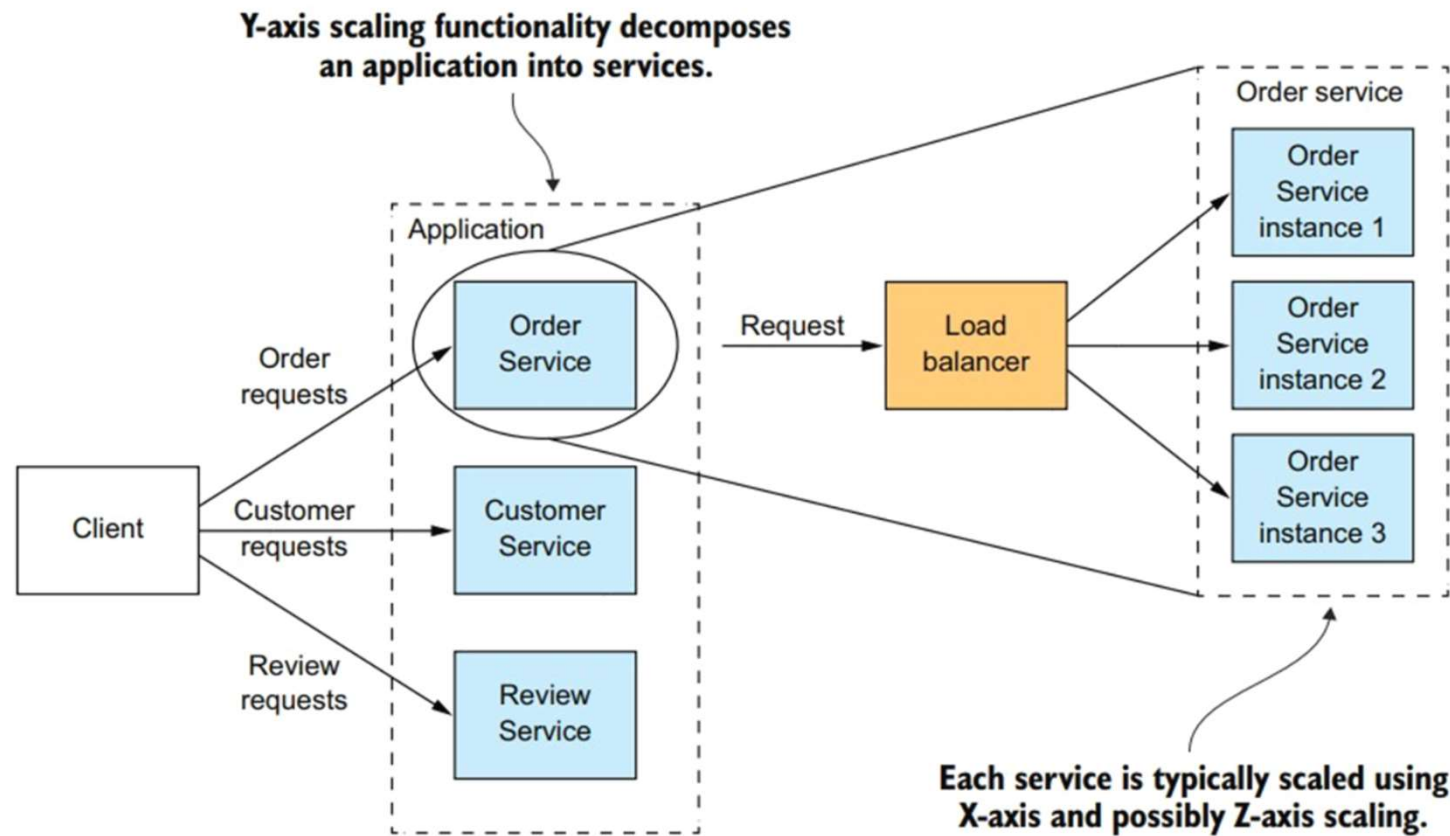 Y-axis scaling functionality decomposes
an application into services.
Application
Order
Service
Order
requests
Client
Customer
requests
Customer
Service
Review
requests
Review
Service
Request
Load
balancer
Order service
Order
Service
instance 1
Order
Service
instance 2
Order
Service
instance 3
Each service is typically scaled using
X-axis and possibly Z-axis scaling.